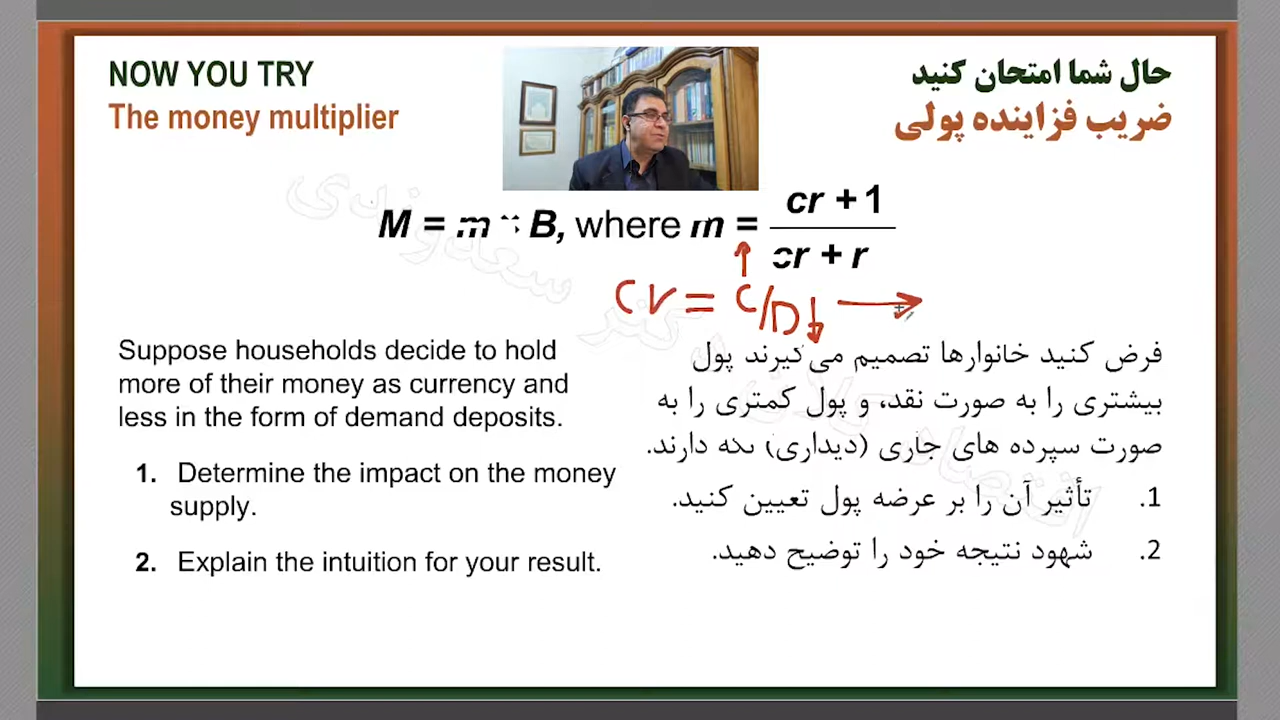 NOW YOU TRY
The money multiplier
حال شما امتحان کنید
ضریب فزاینده پولی
M = m × B, where m = cr + 1 / cr + r
cr = C/D
Suppose households decide to hold
more of their money as currency and
less in the form of demand deposits.
1. Determine the impact on the money
supply.
2. Explain the intuition for your result.
فرض کنید خانوارها تصمیم می گیرند پول
بیشتری را به صورت نقد، و پول کمتری را به
صورت سپرده های جاری (دیداری) نگه دارند.
1. تأثیر آن را بر عرضه پول تعیین کنید.
2. شهود نتیجه خود را توضیح دهید.